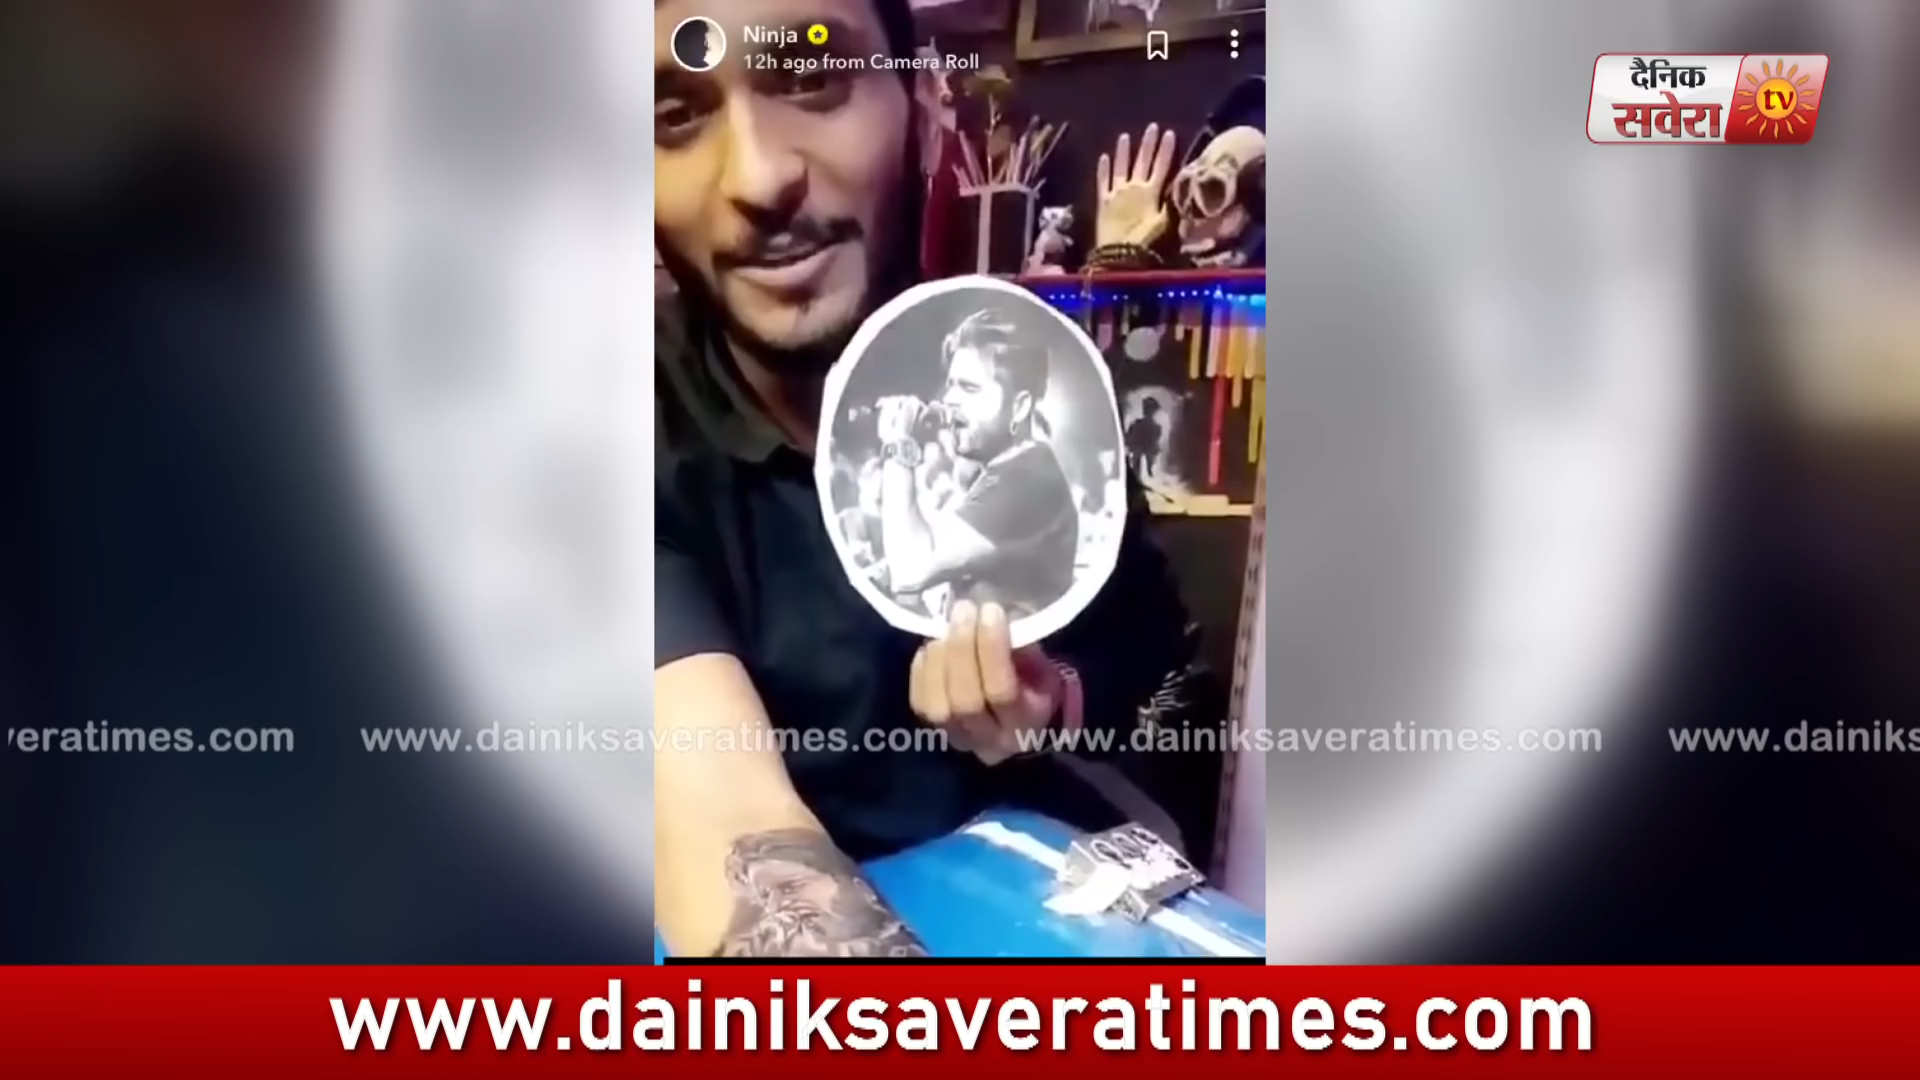 Ninja
12h ago from Camera Roll
दैनिक
सवेरा
tv
veratimes.com www.dainiksaveratimes.com www.dainiksaveratimes.com www.dainiks
www.dainiksaveratimes.com